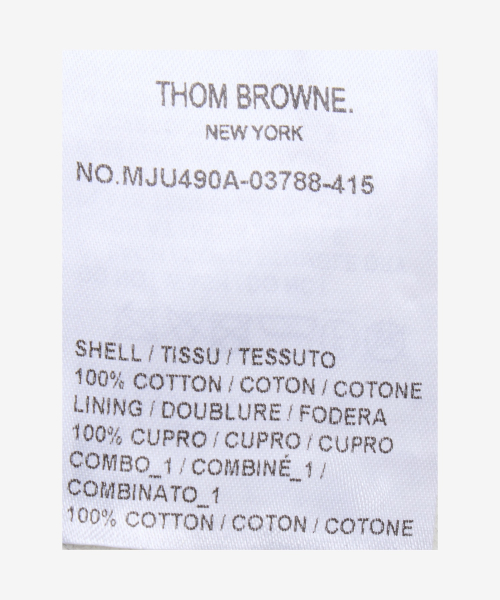 THOM BROWNE.
NEW YORK
NO.MJU490A-03788-415
SHELL / TISSU / TESSUTO
100% COTTON / COTON / COTONE
LINING / DOUBLURE / FODERA
100% CUPRO / CUPRO / CUPRO
COMBO_1 / COMBINÉ_1 /
COMBINATO_1
100% COTTON / COTON / COTONE